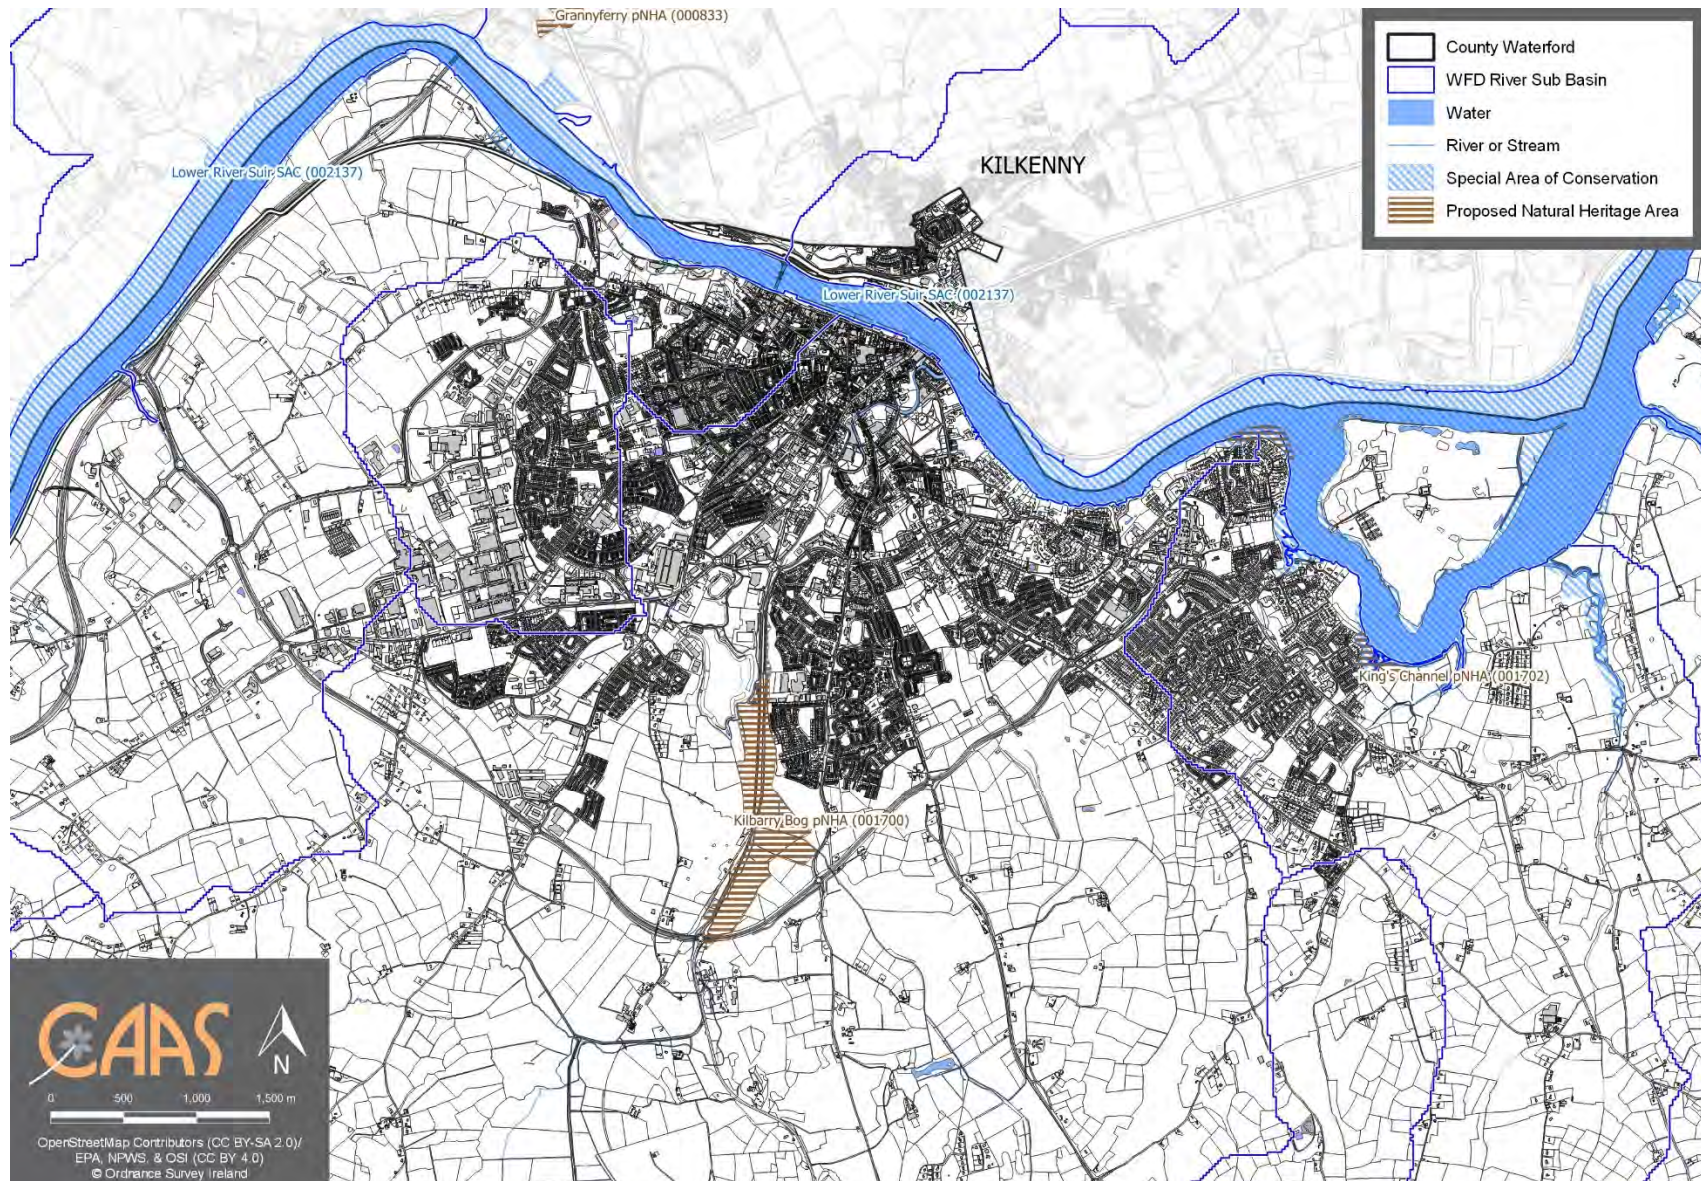 Grannyferry pNHA (000833)
County Waterford
WFD River Sub Basin
Water
River or Stream
Special Area of Conservation
Proposed Natural Heritage Area
KILKENNY
Lower River Suir SAC (002137)
Lower River Suir SAC (002137)
King's Channel pNHA (001702)
Kilbarry Bog pNHA (001700)
CAAS
N
0 500 1,000 1,500 m
OpenStreetMap Contributors (CC BY-SA 2.0)/
EPA, NPWS, & OSI (CC BY 4.0)
© Ordnance Survey Ireland